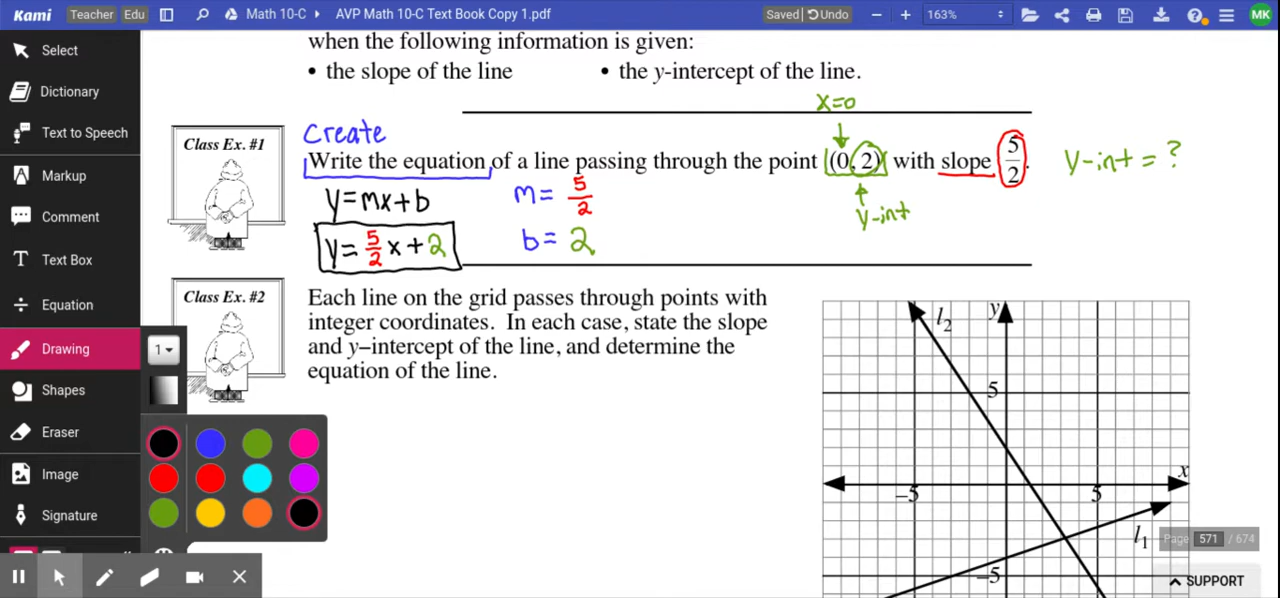 Kami Teacher Edu Math 10-C AVP Math 10-C Text Book Copy 1.pdf Saved Undo 163% MK
Select
Dictionary
Text to Speech
Markup
Comment
Text Box
Equation
Drawing
1
Shapes
Eraser
Image
Signature
when the following information is given:
• the slope of the line • the y-intercept of the line.
x=0
Class Ex. #1
Create
Write the equation of a line passing through the point (0, 2) with slope 5/2. y-int = ?
y=mx+b m= 5/2 y-int
y= 5/2 x + 2 b= 2
Class Ex. #2
Each line on the grid passes through points with
integer coordinates. In each case, state the slope
and y–intercept of the line, and determine the
equation of the line.
l2 y
5
x
–5 5
l1
–5
Page 571 / 674
SUPPORT